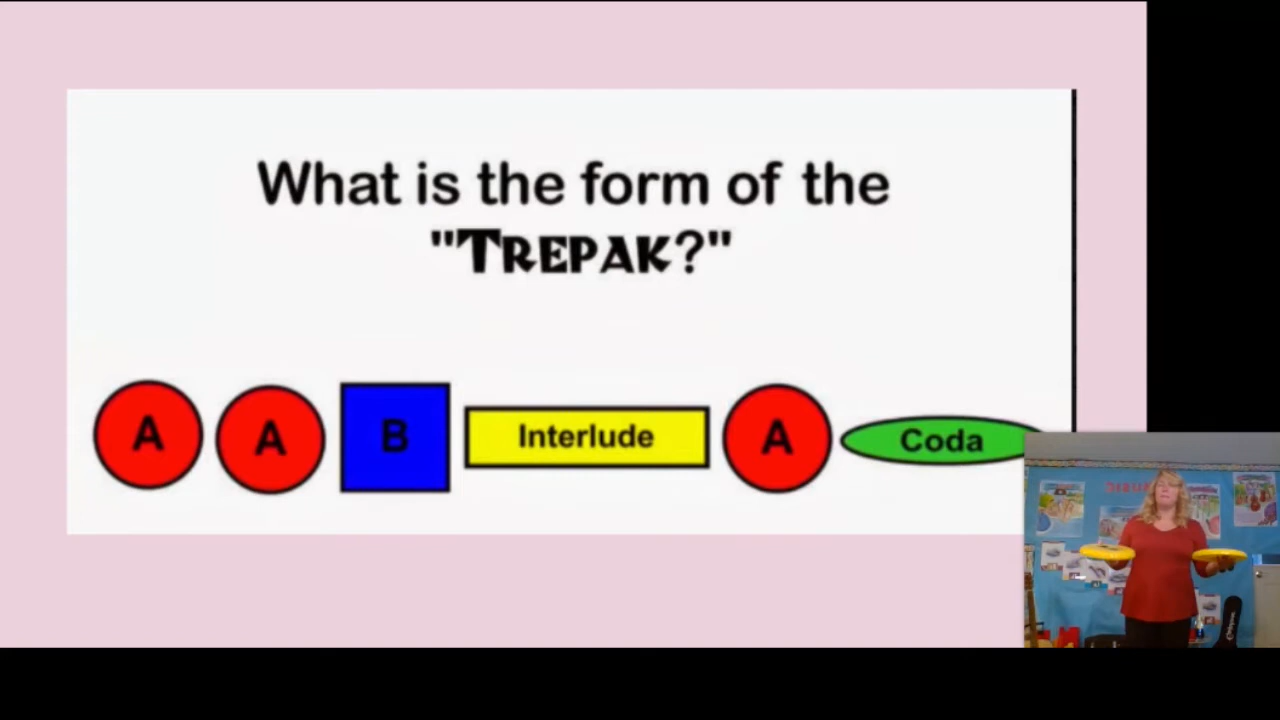 What is the form of the
"TREPAK?"
A A B Interlude A Coda